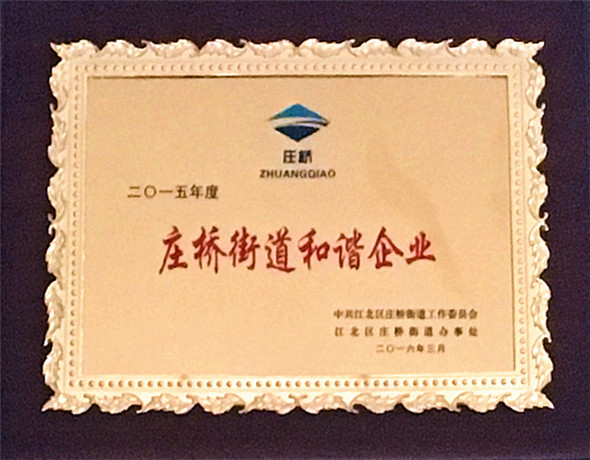 庄桥
ZHUANGQIAO
二〇一五年度
庄桥街道和谐企业
中共江北区庄桥街道工作委员会
江北区庄桥街道办事处
二〇一六年三月